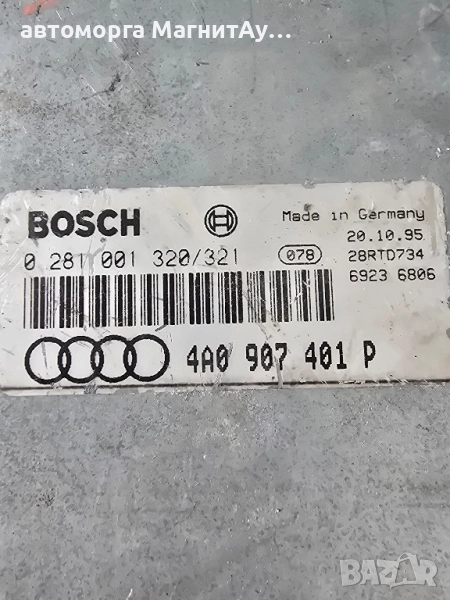 автоморга МагнитАу...
BOSCH
Made in Germany
20.10.95
0 281 001 320/321
078
28RTD734
6923 6806
4A0 907 401 P
BAZAR